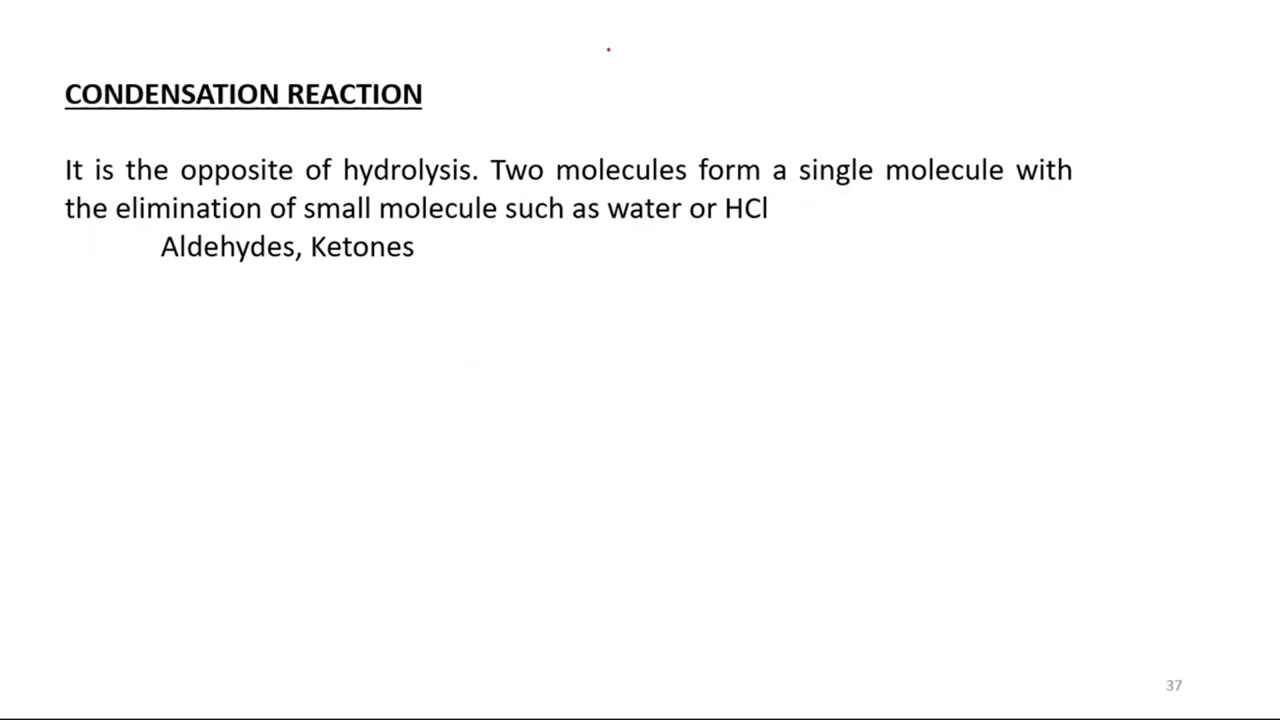 CONDENSATION REACTION
It is the opposite of hydrolysis. Two molecules form a single molecule with
the elimination of small molecule such as water or HCl
Aldehydes, Ketones
37